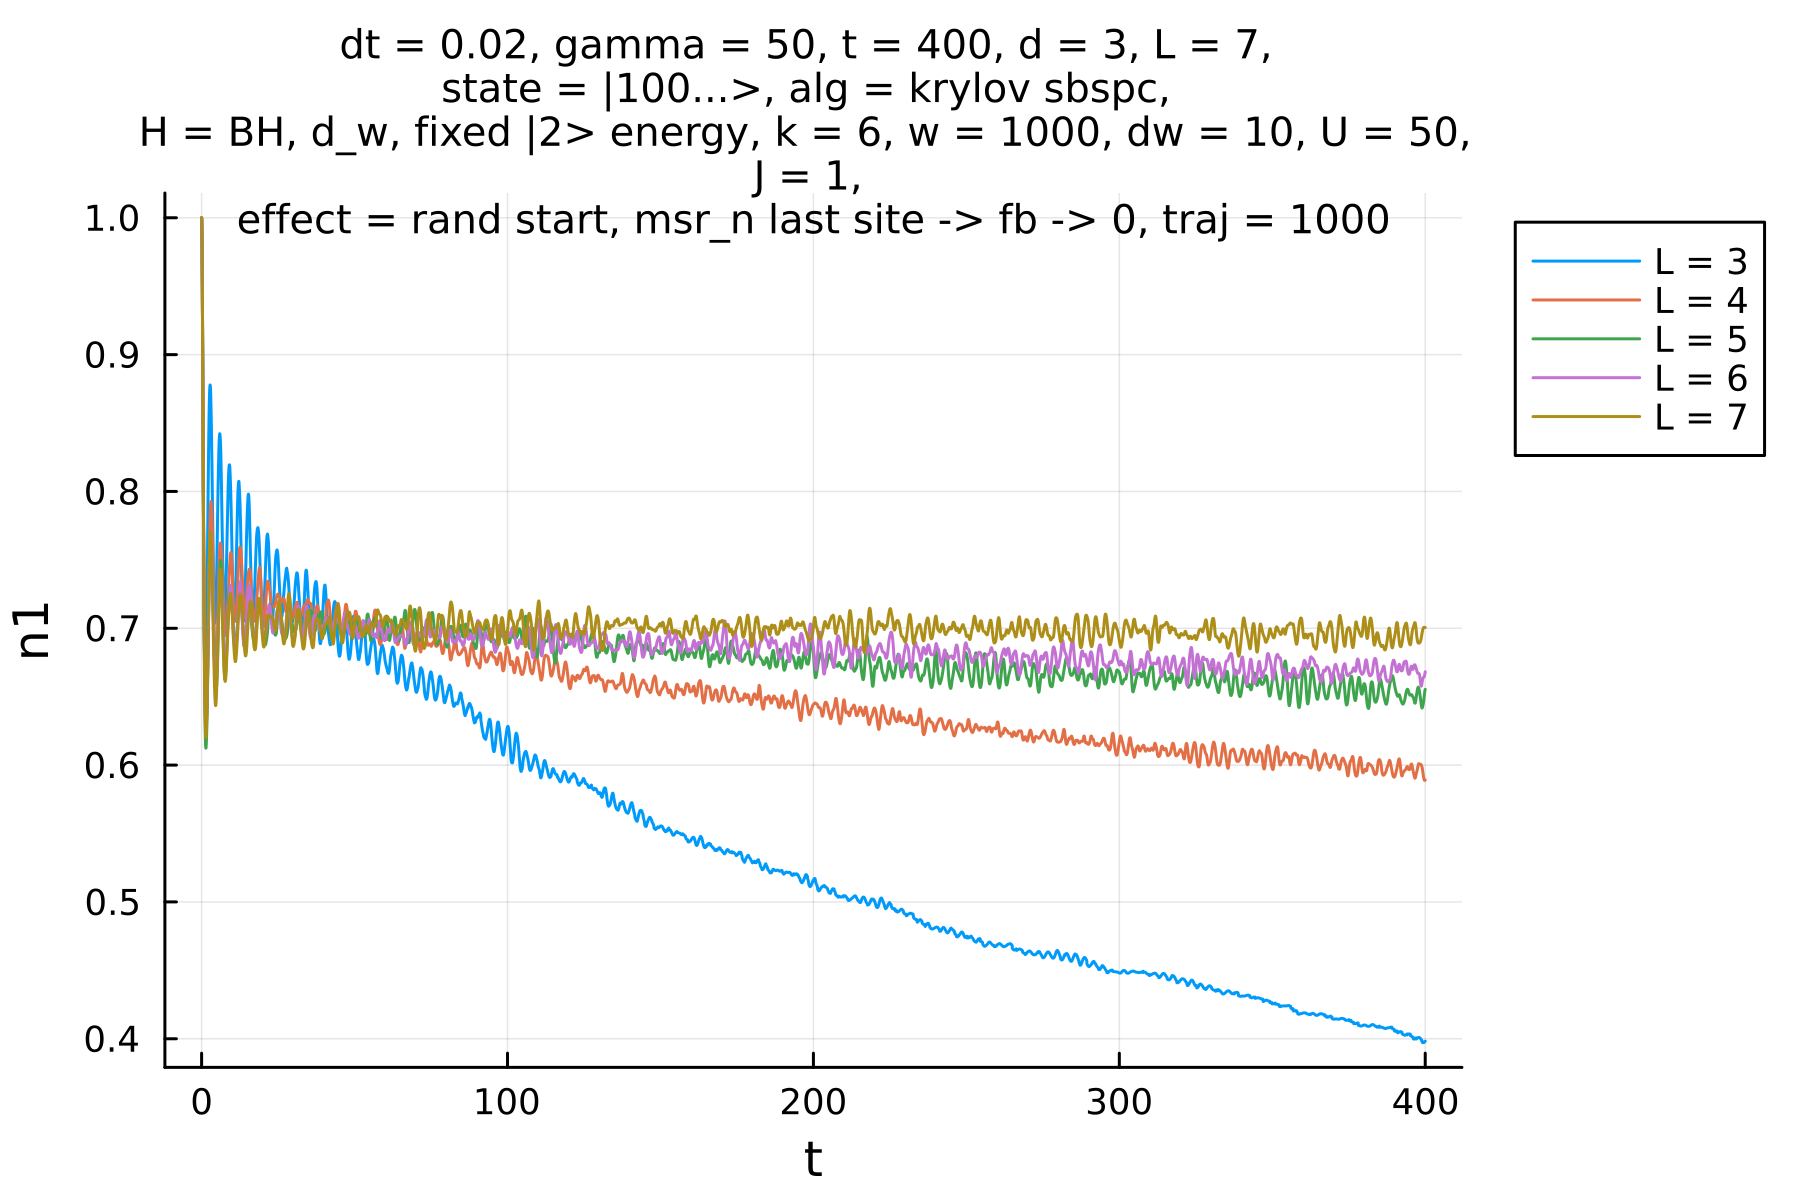 dt = 0.02, gamma = 50, t = 400, d = 3, L = 7,
state = |100...>, alg = krylov sbspc,
H = BH, d_w, fixed |2> energy, k = 6, w = 1000, dw = 10, U = 50,
J = 1,
effect = rand start, msr_n last site -> fb -> 0, traj = 1000
1.0
0.9
0.8
0.7
0.6
0.5
0.4
n1
0
100
200
300
400
t
L = 3
L = 4
L = 5
L = 6
L = 7